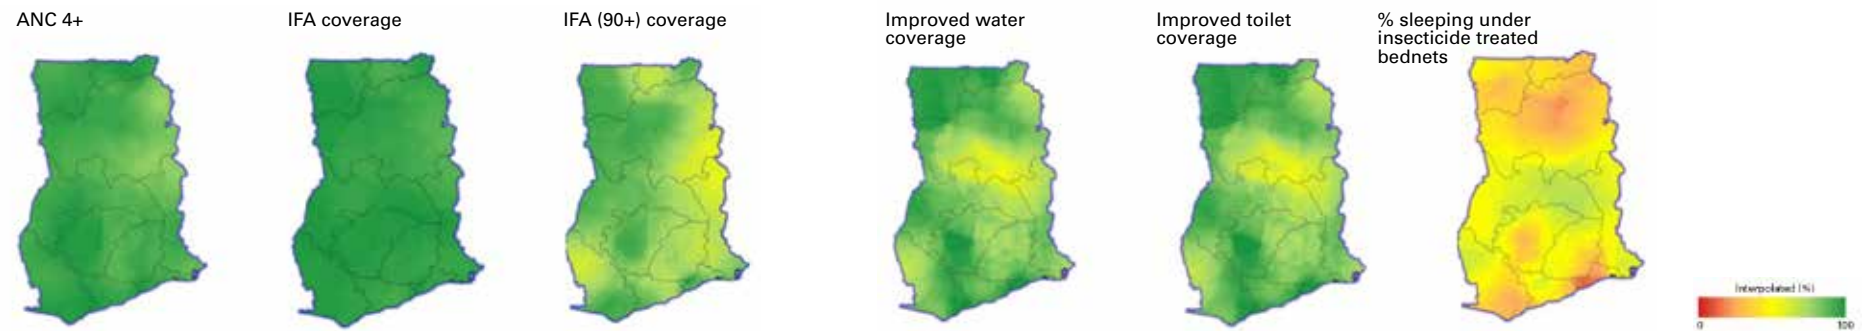 ANC 4+
IFA coverage
IFA (90+) coverage
Improved water
coverage
Improved toilet
coverage
% sleeping under
insecticide treated
bednets
Interpolated (%)
0
100